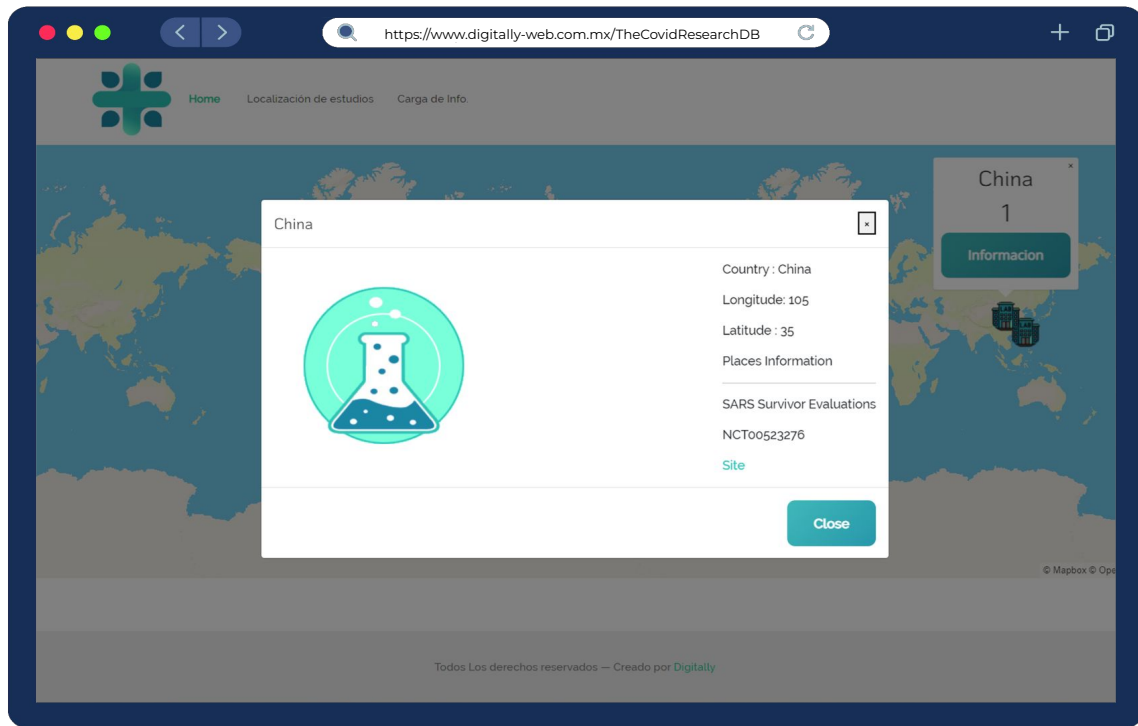 https://www.digitally-web.com.mx/TheCovidResearchDB
Home Localización de estudios Carga de Info.
China
×
1
Informacion
China
×
Country : China
Longitude: 105
Latitude : 35
Places Information
SARS Survivor Evaluations
NCT00523276
Site
Close
© Mapbox © Ope
Todos Los derechos reservados — Creado por Digitally